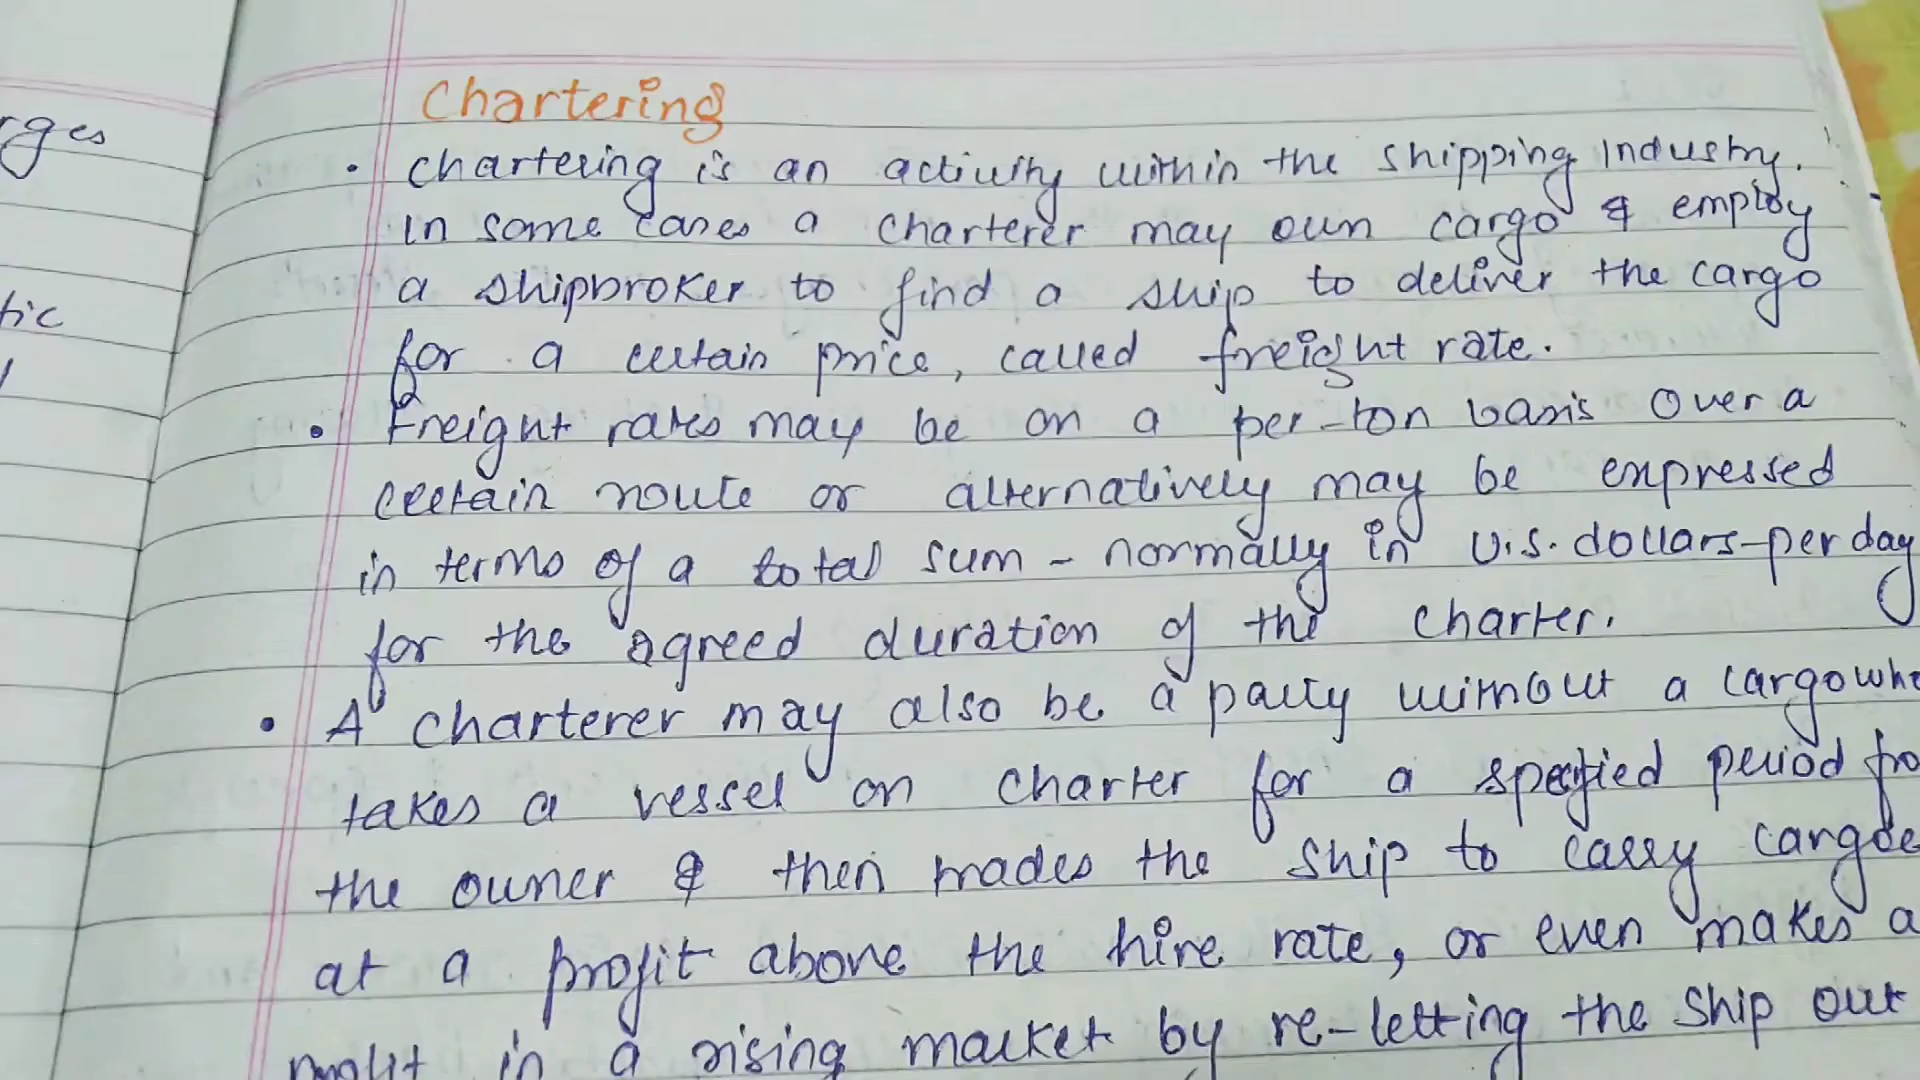 rges
tic
Chartering
• chartering is an activity within the shipping Industry.
in some cases a charterer may own cargo & employ
a shipbroker to find a ship to deliver the cargo
for a certain price, called freight rate.
• Freight rates may be on a per-ton basis over a
certain route or alternatively may be expressed
in terms of a total sum - normally in U.S. dollars-per day
for the agreed duration of the charter.
• A charterer may also be a party without a cargo who
takes a vessel on charter for a specified period fro
the owner & then trades the ship to carry cargoe
at a profit above the hire rate, or even makes a
profit in a rising market by re-letting the ship out